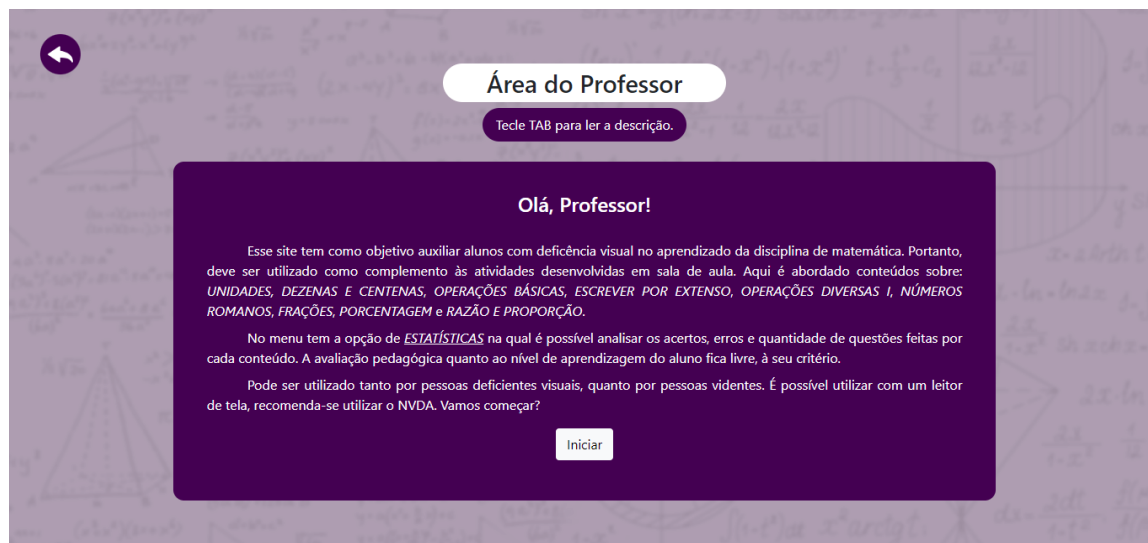 Área do Professor
Tecle TAB para ler a descrição.
Olá, Professor!
Esse site tem como objetivo auxiliar alunos com deficência visual no aprendizado da disciplina de matemática. Portanto,
deve ser utilizado como complemento às atividades desenvolvidas em sala de aula. Aqui é abordado conteúdos sobre:
UNIDADES, DEZENAS E CENTENAS, OPERAÇÕES BÁSICAS, ESCREVER POR EXTENSO, OPERAÇÕES DIVERSAS I, NÚMEROS
ROMANOS, FRAÇÕES, PORCENTAGEM e RAZÃO E PROPORÇÃO.
No menu tem a opção de ESTATÍSTICAS na qual é possível analisar os acertos, erros e quantidade de questões feitas por
cada conteúdo. A avaliação pedagógica quanto ao nível de aprendizagem do aluno fica livre, à seu critério.
Pode ser utilizado tanto por pessoas deficientes visuais, quanto por pessoas videntes. É possível utilizar com um leitor
de tela, recomenda-se utilizar o NVDA. Vamos começar?
Iniciar